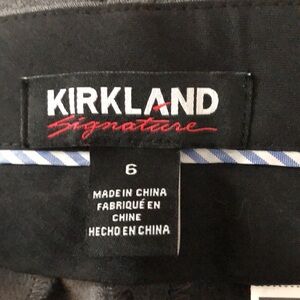 KIRKLAND
Signature
6
MADE IN CHINA
FABRIQUÉ EN
CHINE
HECHO EN CHINA